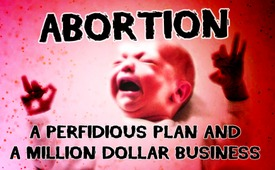 ABORTION
A PERFIDIOUS PLAN AND
A MILLION DOLLAR BUSINESS